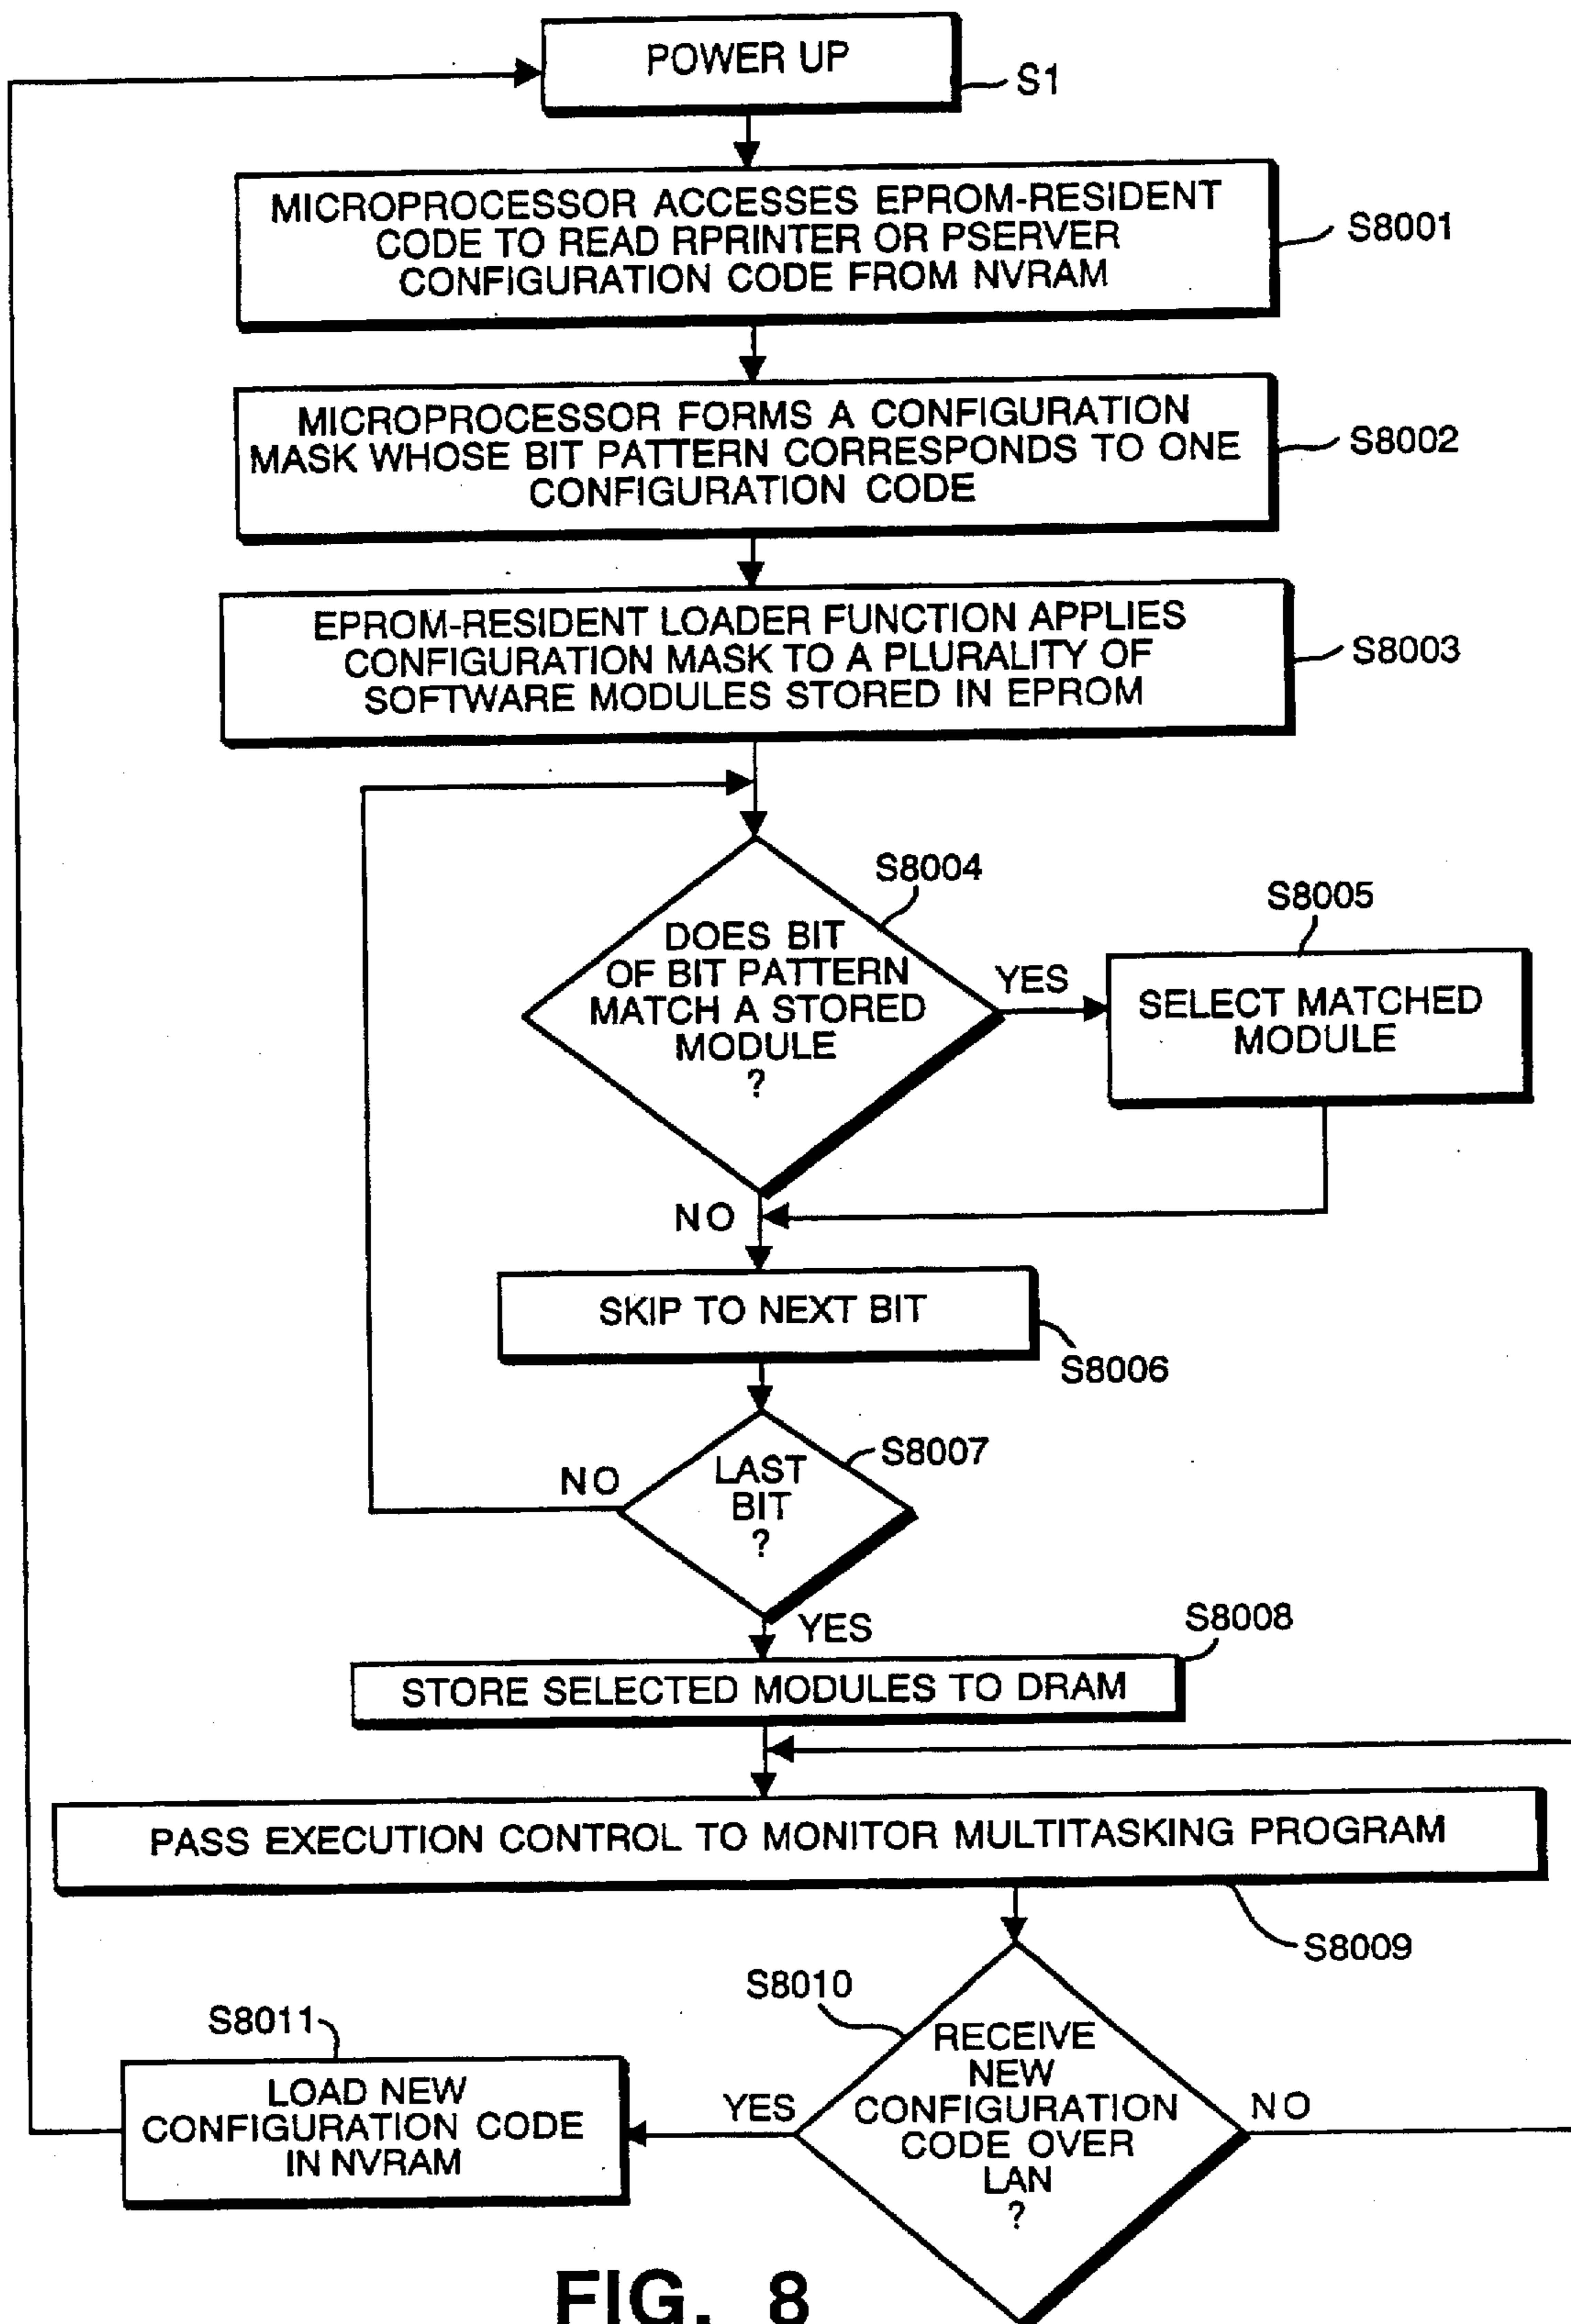 POWER UP
S1
MICROPROCESSOR ACCESSES EPROM-RESIDENT
CODE TO READ RPRINTER OR PSERVER
CONFIGURATION CODE FROM NVRAM
S8001
MICROPROCESSOR FORMS A CONFIGURATION
MASK WHOSE BIT PATTERN CORRESPONDS TO ONE
CONFIGURATION CODE
S8002
EPROM-RESIDENT LOADER FUNCTION APPLIES
CONFIGURATION MASK TO A PLURALITY OF
SOFTWARE MODULES STORED IN EPROM
S8003
S8004
DOES BIT
OF BIT PATTERN
MATCH A STORED
MODULE
?
YES
S8005
SELECT MATCHED
MODULE
NO
SKIP TO NEXT BIT
S8006
S8007
LAST
BIT
?
NO
YES
S8008
STORE SELECTED MODULES TO DRAM
PASS EXECUTION CONTROL TO MONITOR MULTITASKING PROGRAM
S8009
S8010
RECEIVE
NEW
CONFIGURATION
CODE OVER
LAN
?
YES
NO
S8011
LOAD NEW
CONFIGURATION CODE
IN NVRAM
FIG. 8